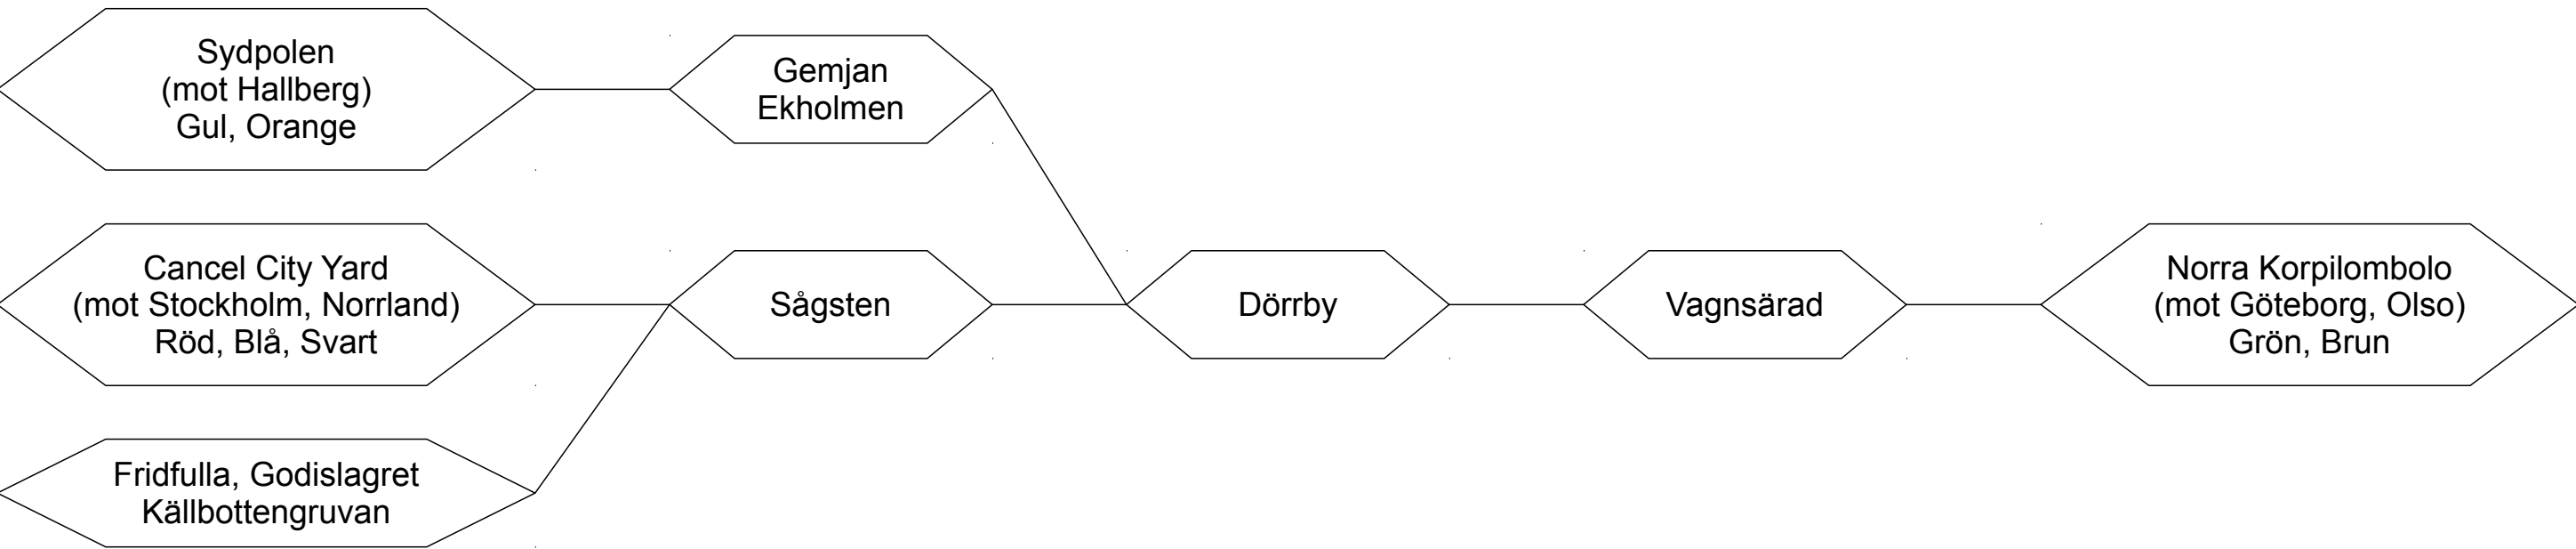 Sydpolen
(mot Hallberg)
Gul, Orange
Gemjan
Ekholmen
Cancel City Yard
(mot Stockholm, Norrland)
Röd, Blå, Svart
Sågsten
Dörrby
Vagnsärad
Norra Korpilombolo
(mot Göteborg, Olso)
Grön, Brun
Fridfulla, Godislagret
Källbottengruvan